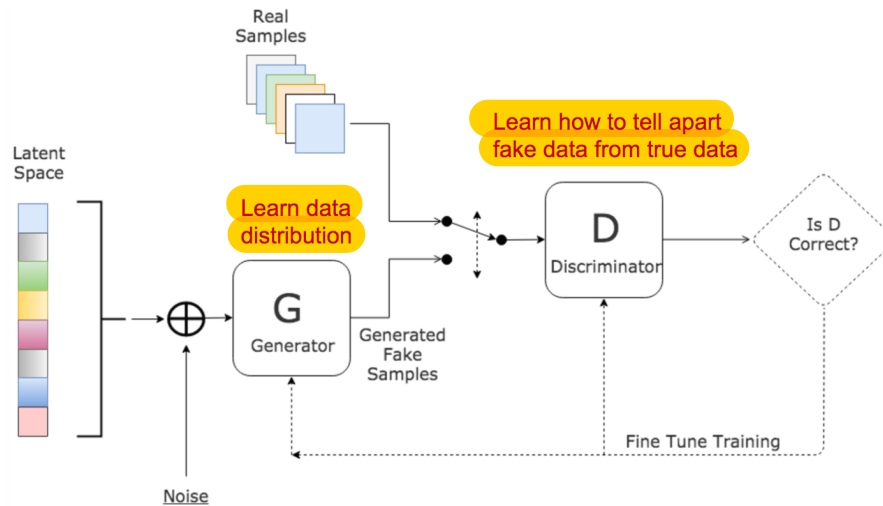 Real
Samples
Learn how to tell apart
fake data from true data
Latent
Space
Learn data
distribution
Is D
Correct?
D
Discriminator
G
Generator
Generated
Fake
Samples
Fine Tune Training
Noise